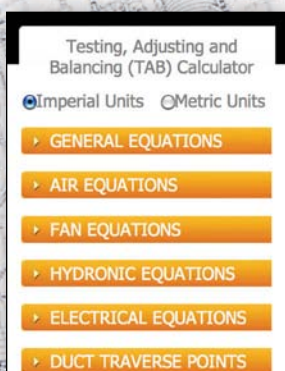 Testing, Adjusting and
Balancing (TAB) Calculator
Imperial Units Metric Units
GENERAL EQUATIONS
AIR EQUATIONS
FAN EQUATIONS
HYDRONIC EQUATIONS
ELECTRICAL EQUATIONS
DUCT TRAVERSE POINTS